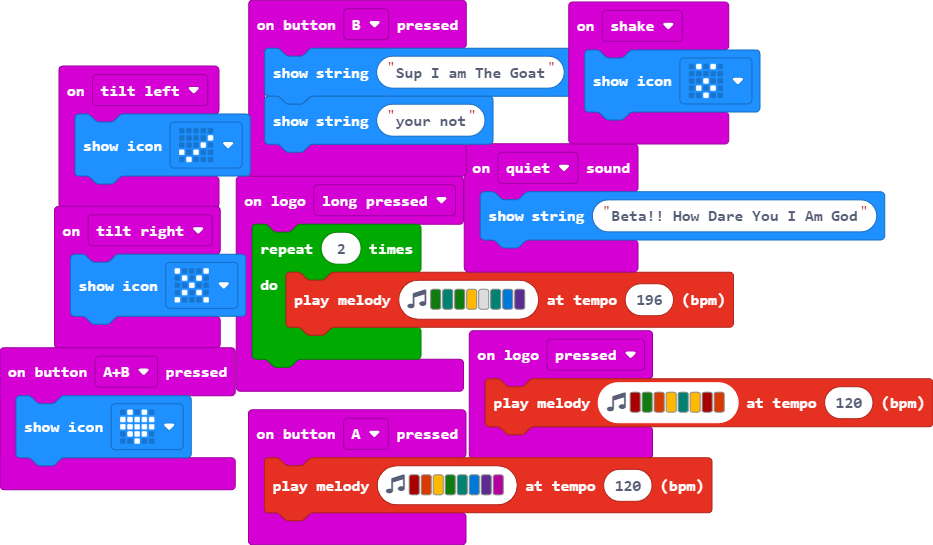 on button B pressed
show string "Sup I am The Goat"
show string "your not"
on shake
show icon
on tilt left
show icon
on quiet sound
show string "Beta!! How Dare You I Am God"
on logo long pressed
repeat 2 times
do play melody at tempo 196 (bpm)
on tilt right
show icon
on logo pressed
play melody at tempo 120 (bpm)
on button A+B pressed
show icon
on button A pressed
play melody at tempo 120 (bpm)